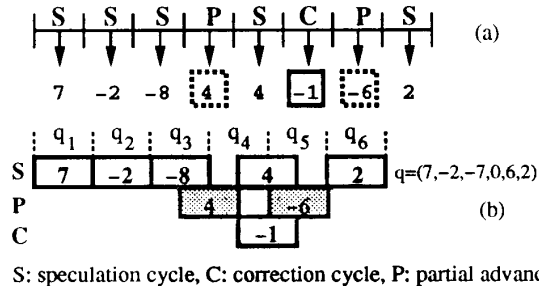 S S S P S C P S
(a)
7 -2 -8 4 4 -1 -6 2
q1 q2 q3 q4 q5 q6
S 7 -2 -8 4 2 q=(7,-2,-7,0,6,2)
P 4 -6 (b)
C -1
S: speculation cycle, C: correction cycle, P: partial advanc